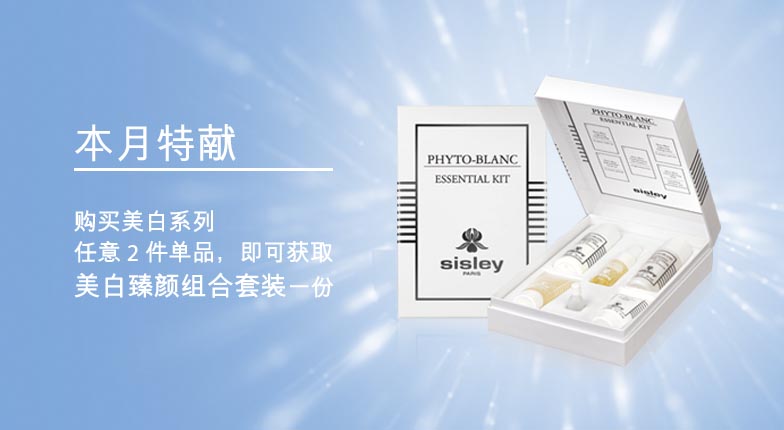 本月特献
购买美白系列
任意 2 件单品，即可获取
美白臻颜组合套装一份
PHYTO-BLANC
ESSENTIAL KIT
sisley
PARIS
PHYTO-BLANC
ESSENTIAL KIT
sisley